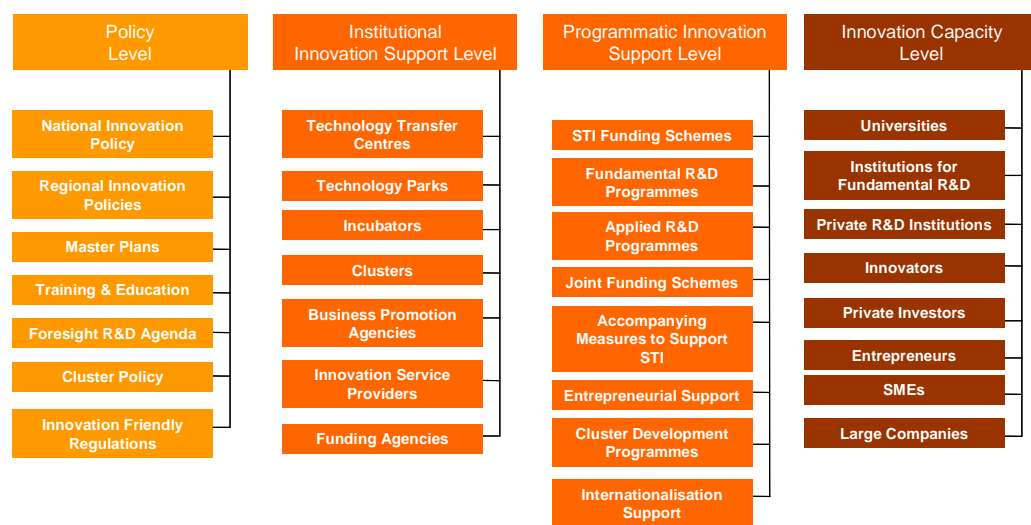 Policy
Level
National Innovation
Policy
Regional Innovation
Policies
Master Plans
Training & Education
Foresight R&D Agenda
Cluster Policy
Innovation Friendly
Regulations
Institutional
Innovation Support Level
Technology Transfer
Centres
Technology Parks
Incubators
Clusters
Business Promotion
Agencies
Innovation Service
Providers
Funding Agencies
Programmatic Innovation
Support Level
STI Funding Schemes
Fundamental R&D
Programmes
Applied R&D
Programmes
Joint Funding Schemes
Accompanying
Measures to Support
STI
Entrepreneurial Support
Cluster Development
Programmes
Internationalisation
Support
Innovation Capacity
Level
Universities
Institutions for
Fundamental R&D
Private R&D Institutions
Innovators
Private Investors
Entrepreneurs
SMEs
Large Companies